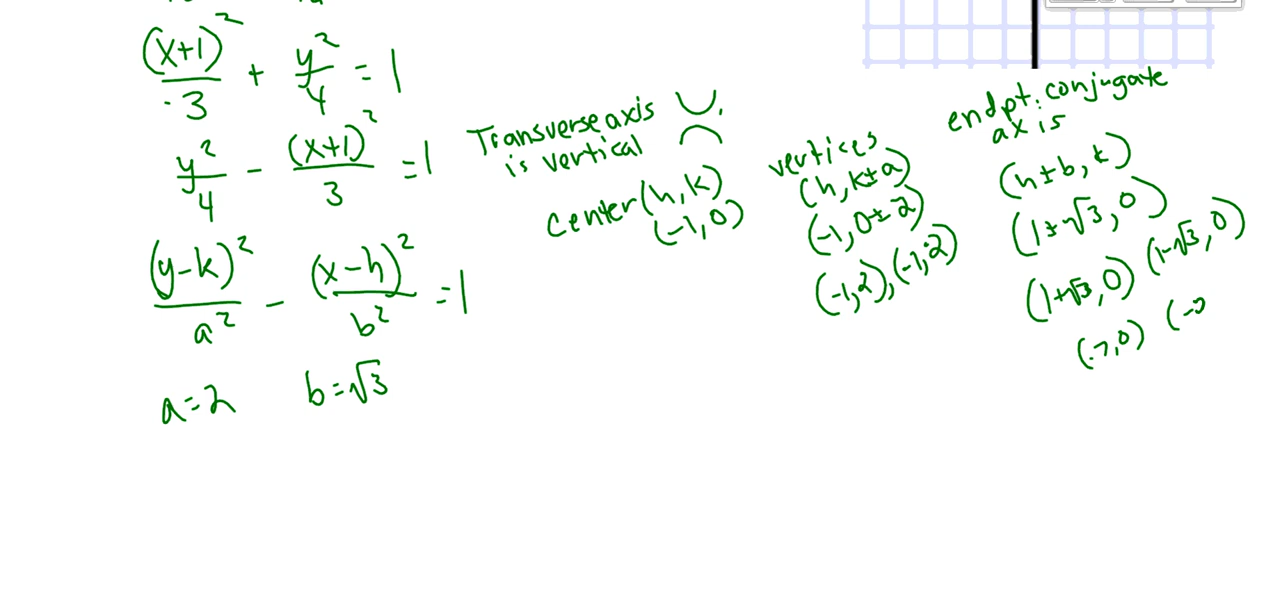 (x+1)²/-3 + y²/4 = 1
y²/4 - (x+1)²/3 = 1
(y-k)²/a² - (x-h)²/b² = 1
a=2 b=√3
Transverse axis
is vertical
center (h, k)
(-1, 0)
vertices
(h, k±a)
(-1, 0±2)
(-1, 2), (-1, -2)
endpt. conjugate
axis
(h±b, k)
(1±√3, 0)
(1+√3, 0) (1-√3, 0)
(.7, 0) (-2